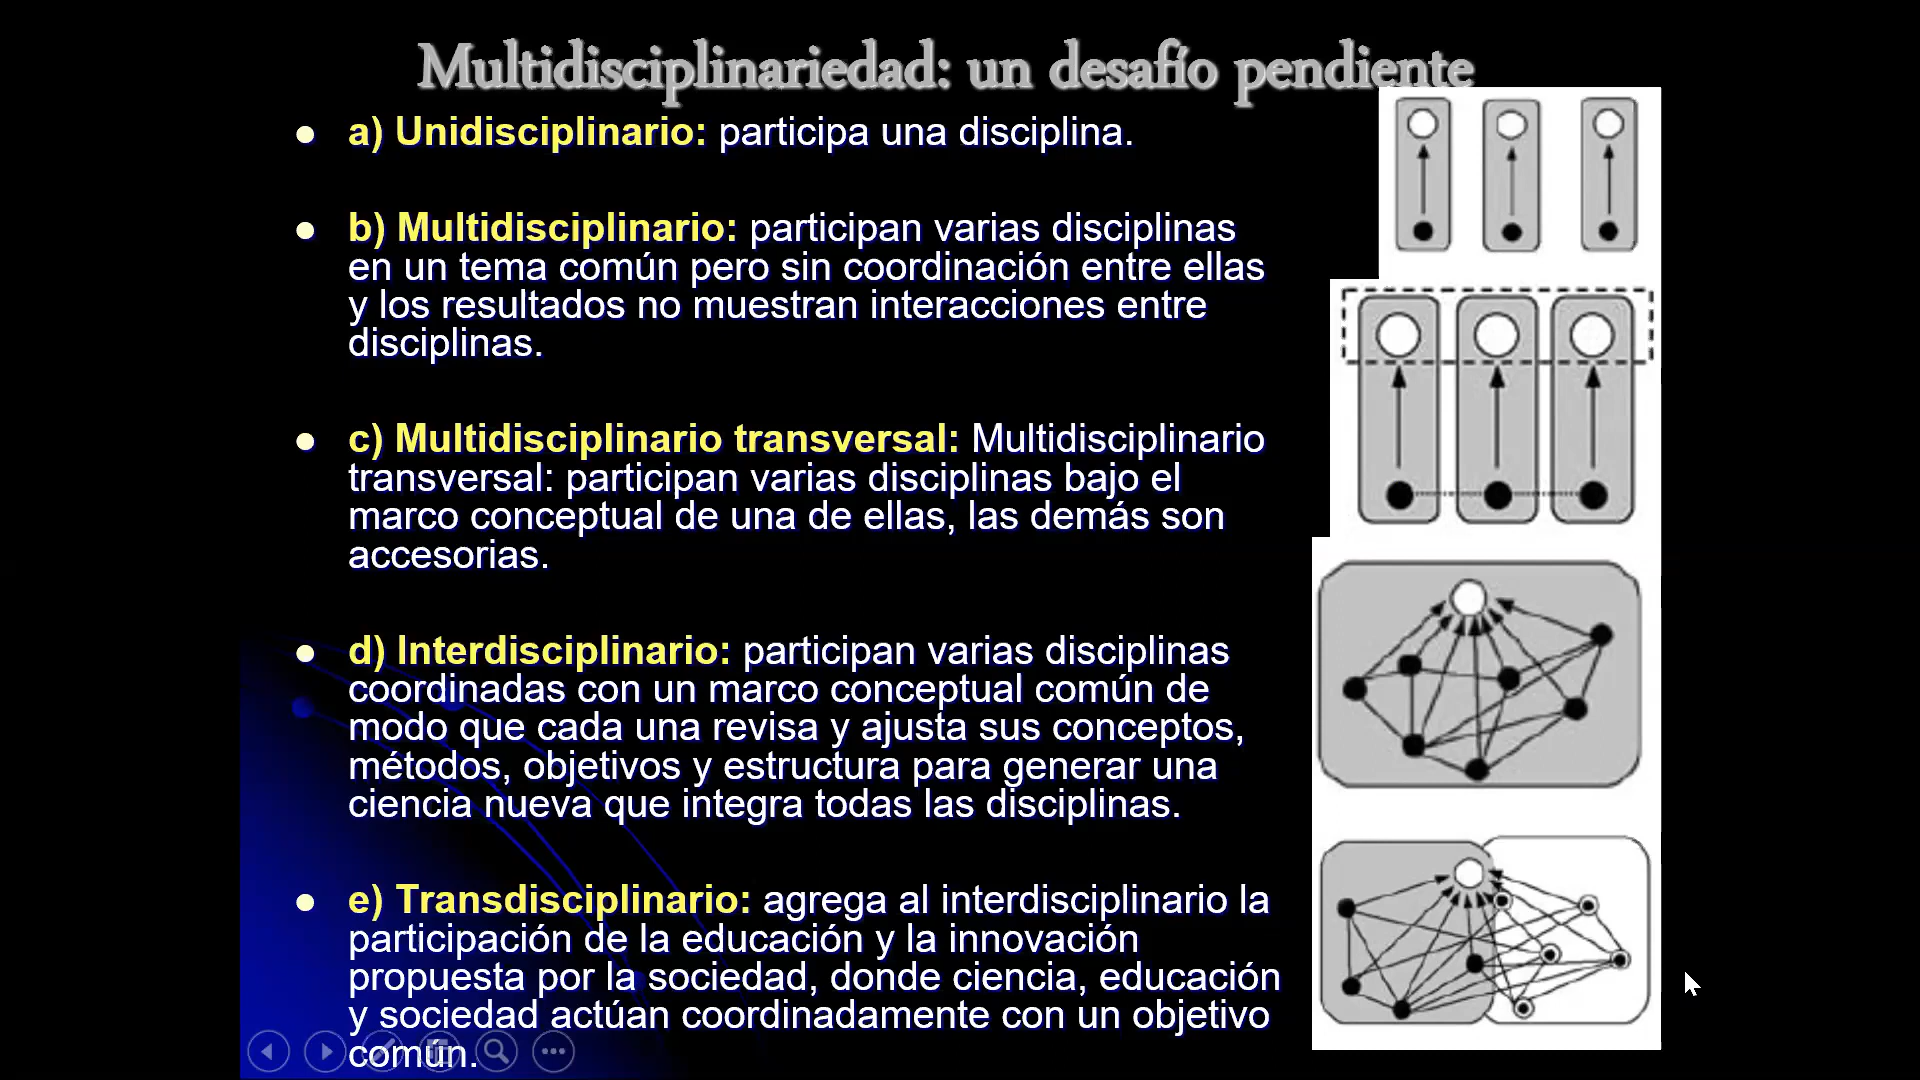 Multidisciplinariedad: un desafío pendiente
a) Unidisciplinario: participa una disciplina.
b) Multidisciplinario: participan varias disciplinas
en un tema común pero sin coordinación entre ellas
y los resultados no muestran interacciones entre
disciplinas.
c) Multidisciplinario transversal: Multidisciplinario
transversal: participan varias disciplinas bajo el
marco conceptual de una de ellas, las demás son
accesorias.
d) Interdisciplinario: participan varias disciplinas
coordinadas con un marco conceptual común de
modo que cada una revisa y ajusta sus conceptos,
métodos, objetivos y estructura para generar una
ciencia nueva que integra todas las disciplinas.
e) Transdisciplinario: agrega al interdisciplinario la
participación de la educación y la innovación
propuesta por la sociedad, donde ciencia, educación
y sociedad actúan coordinadamente con un objetivo
común.